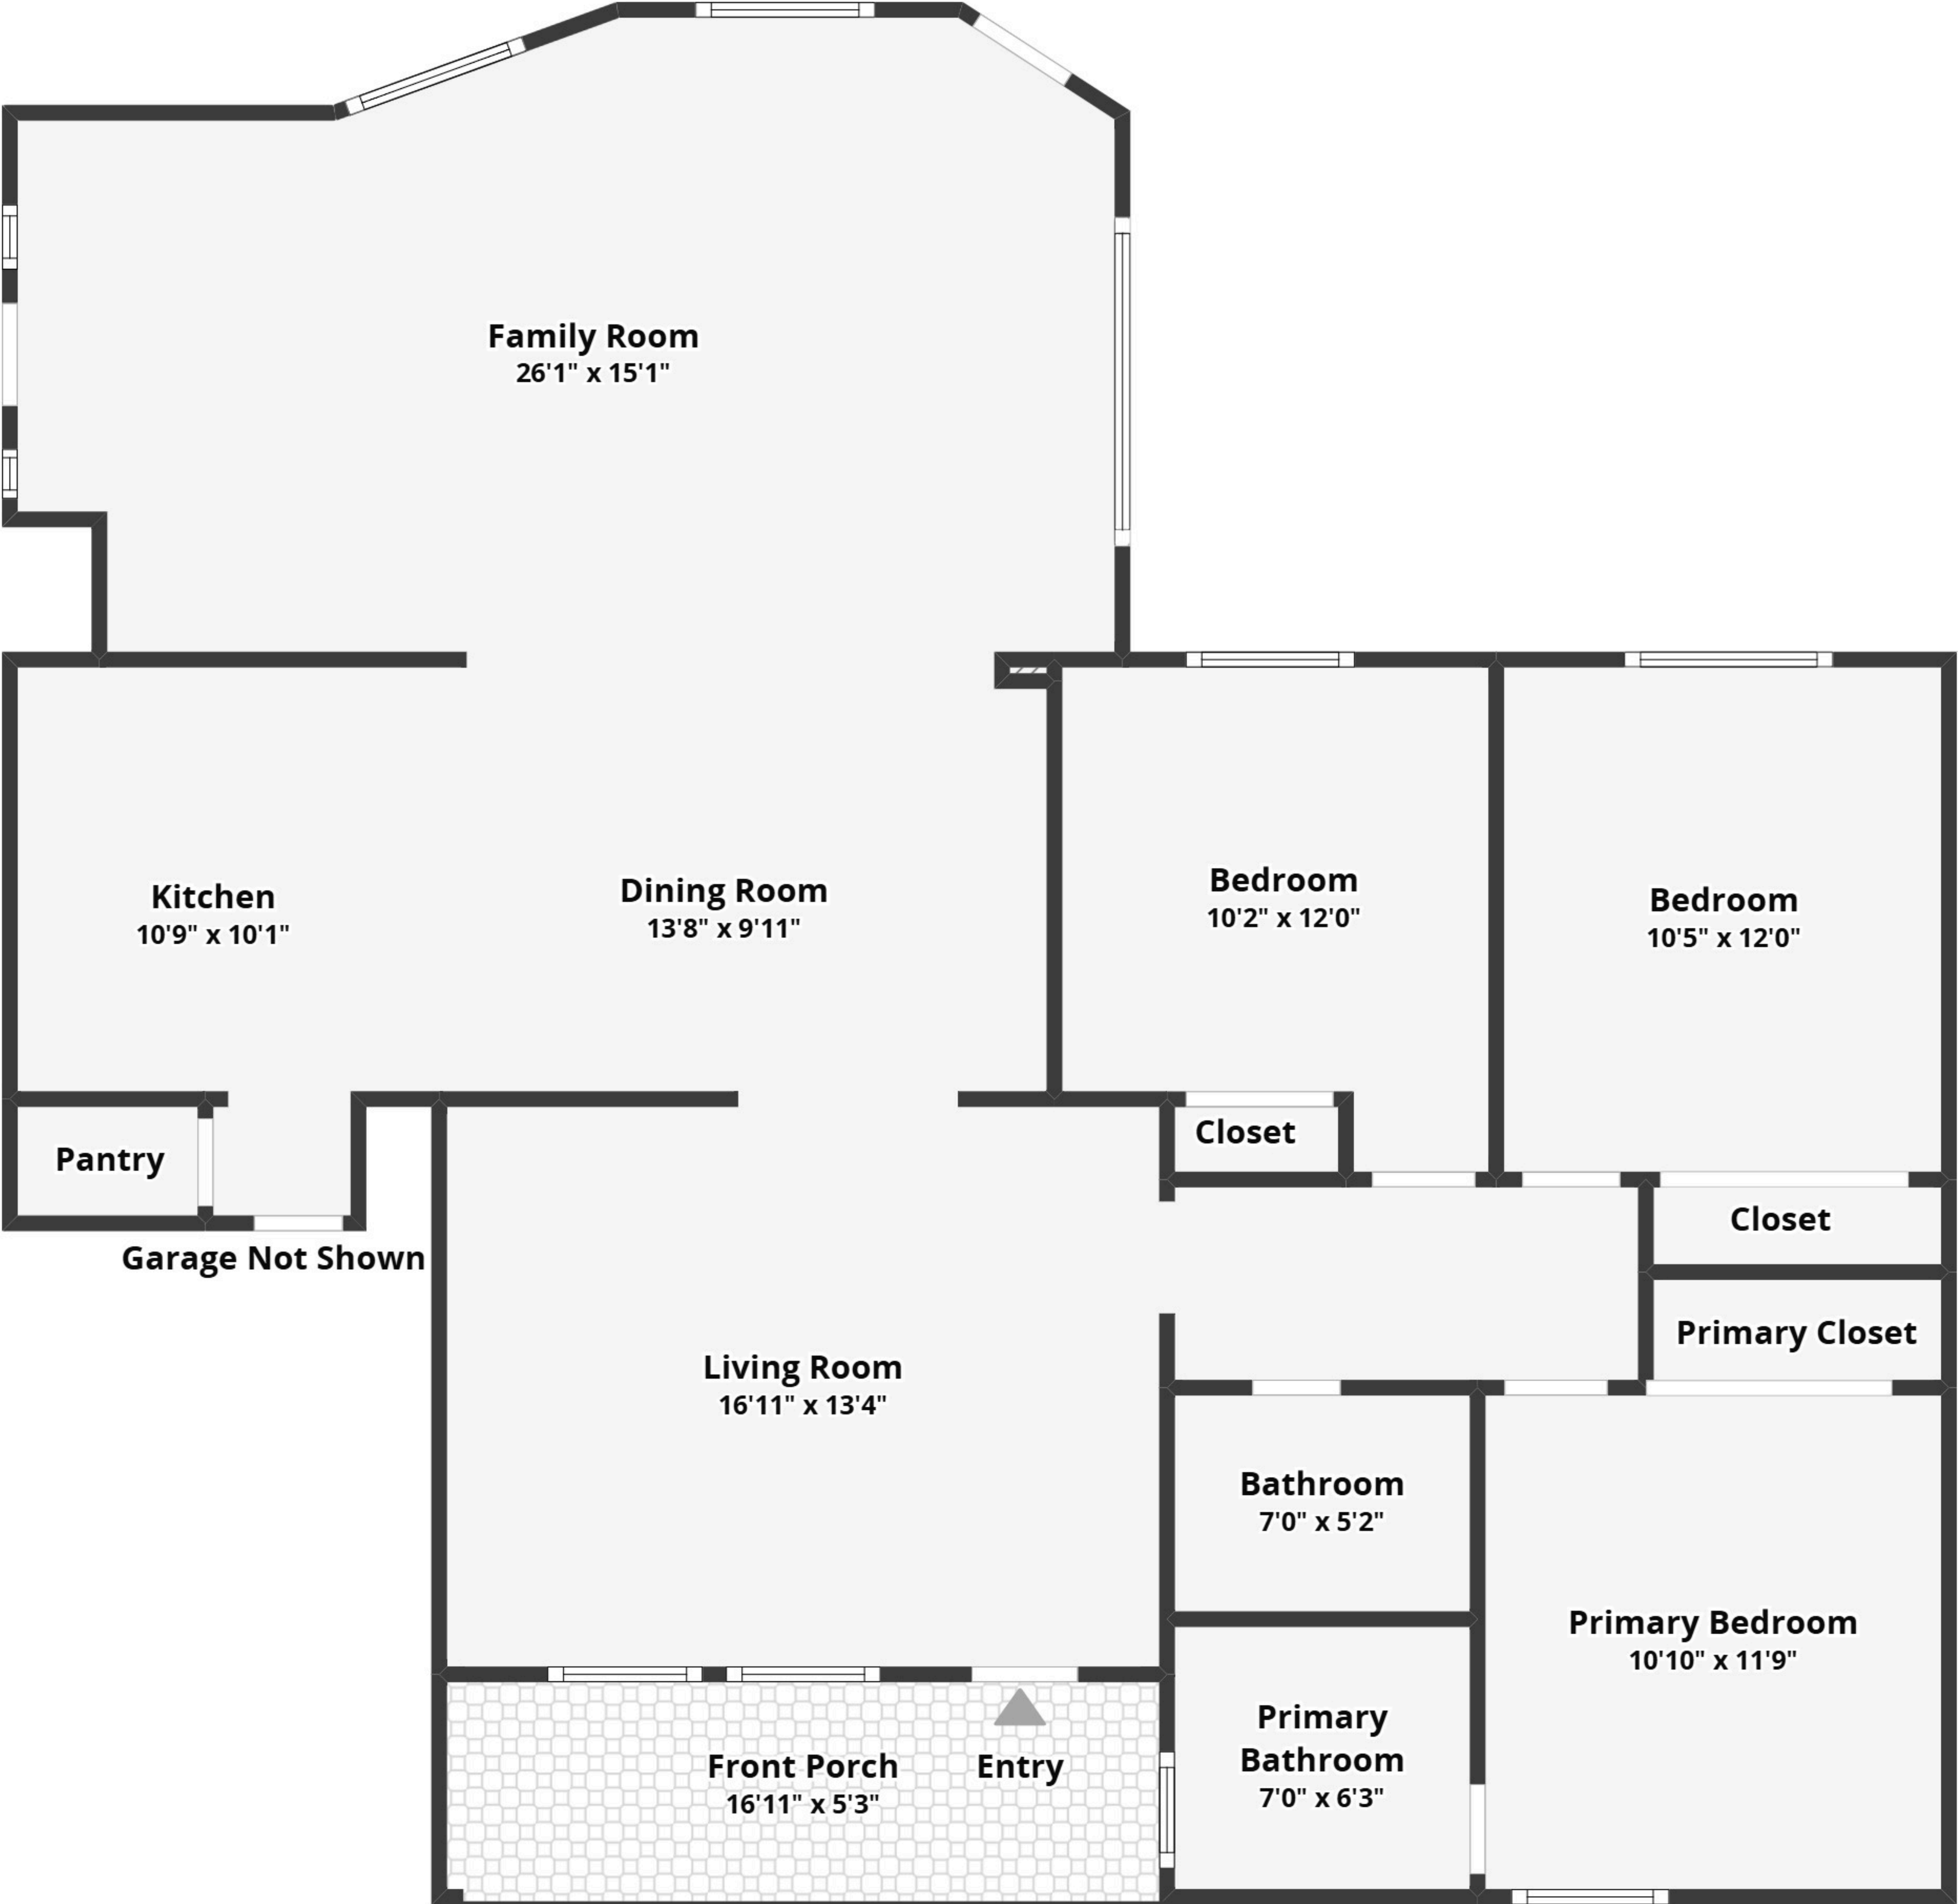 Family Room
26'1" x 15'1"
Kitchen
10'9" x 10'1"
Dining Room
13'8" x 9'11"
Bedroom
10'2" x 12'0"
Bedroom
10'5" x 12'0"
Pantry
Closet
Garage Not Shown
Closet
Primary Closet
Living Room
16'11" x 13'4"
Bathroom
7'0" x 5'2"
Primary Bedroom
10'10" x 11'9"
Primary
Bathroom
7'0" x 6'3"
Front Porch
16'11" x 5'3"
Entry